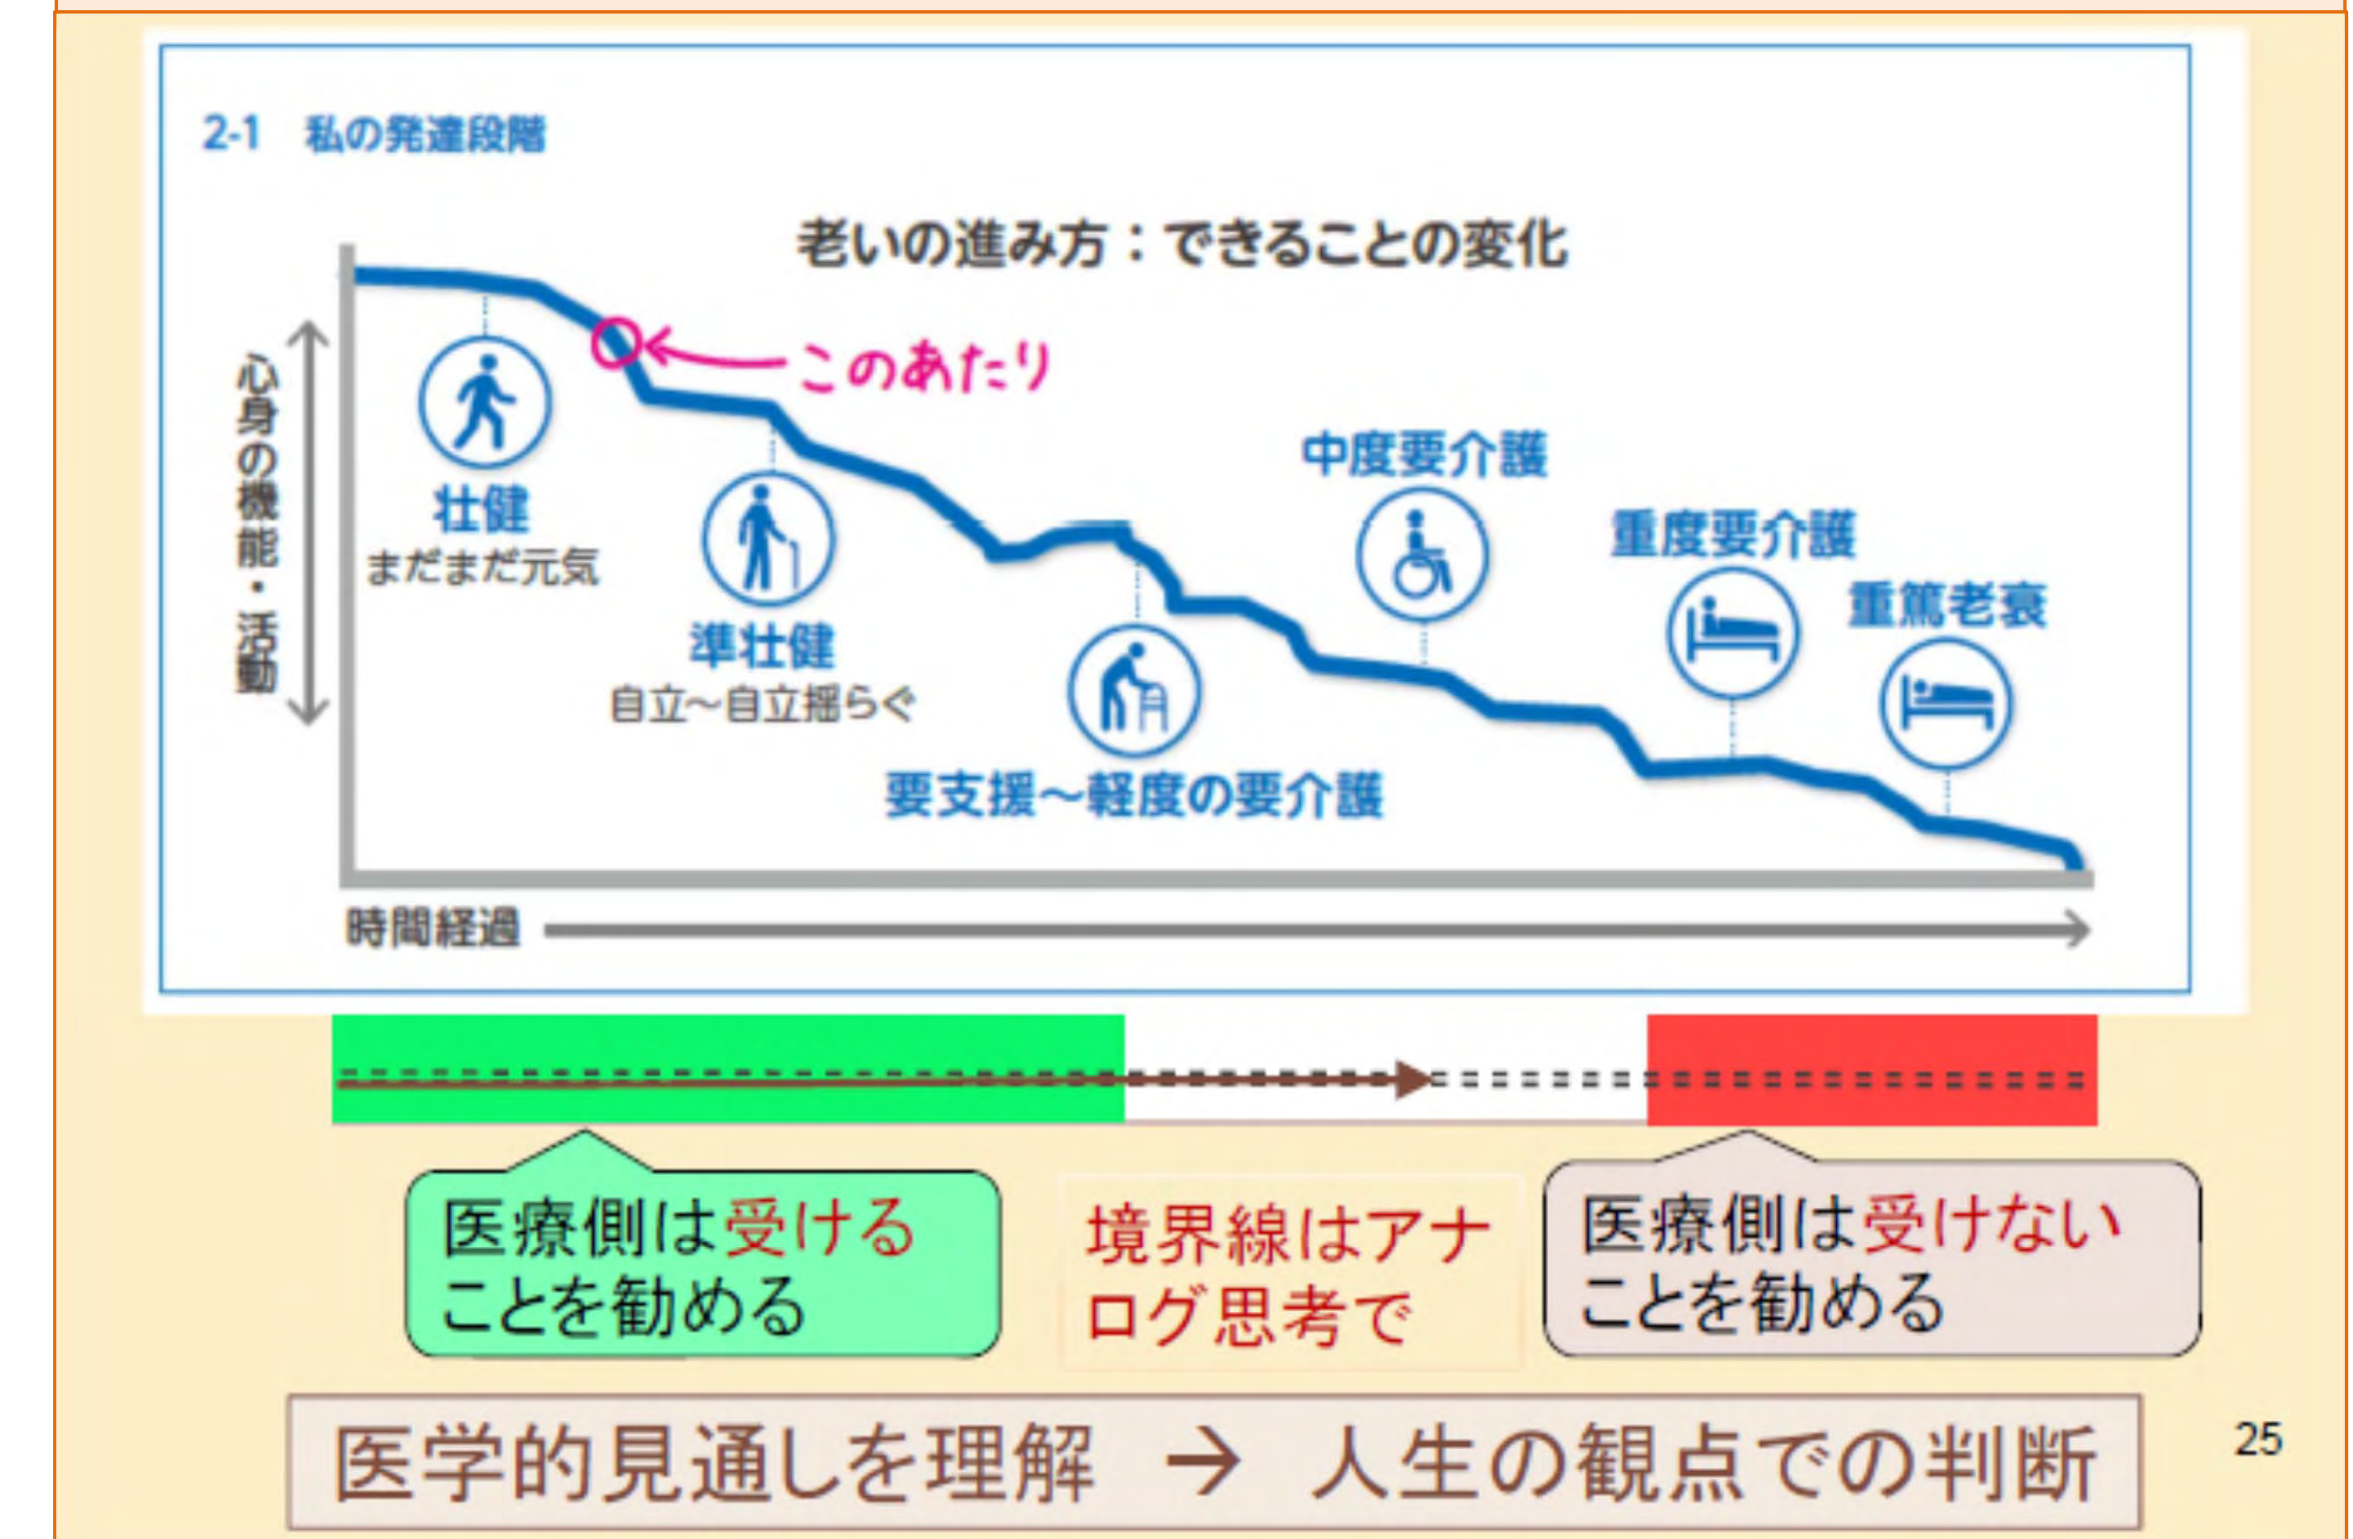 2-1 私の発達段階
老いの進み方：できることの変化
心身の機能・活動
このあたり
壮健
まだまだ元気
準壮健
自立～自立揺らぐ
要支援～軽度の要介護
中度要介護
重度要介護
重篤老衰
時間経過
医療側は受ける
ことを勧める
境界線はアナ
ログ思考で
医療側は受けない
ことを勧める
医学的見通しを理解 → 人生の観点での判断
25